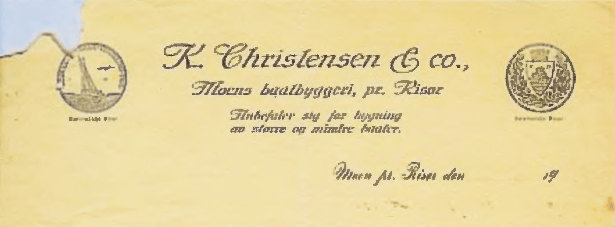 K. Christensen & co.,
Moens baatbyggeri, pr. Risør
Anbefaler sig for bygning
av større og mindre baater.
Moen pr. Risør den 19